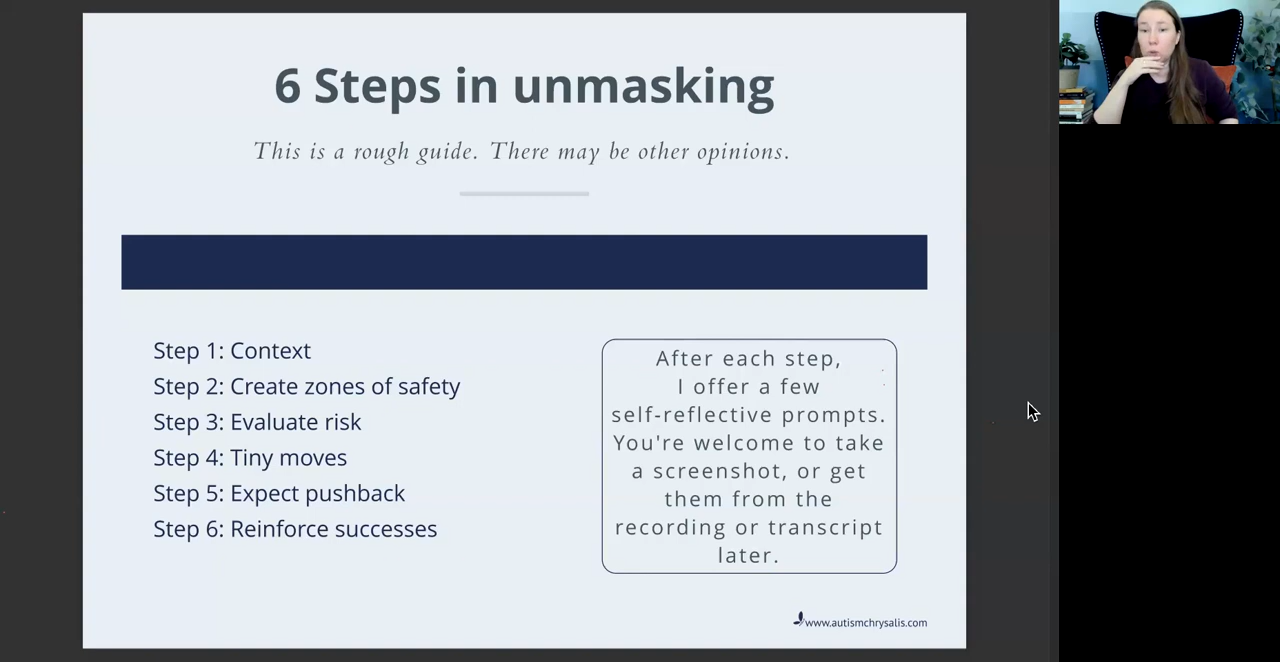 6 Steps in unmasking
This is a rough guide. There may be other opinions.
Step 1: Context
Step 2: Create zones of safety
Step 3: Evaluate risk
Step 4: Tiny moves
Step 5: Expect pushback
Step 6: Reinforce successes
After each step,
I offer a few
self-reflective prompts.
You're welcome to take
a screenshot, or get
them from the
recording or transcript
later.
www.autismchrysalis.com